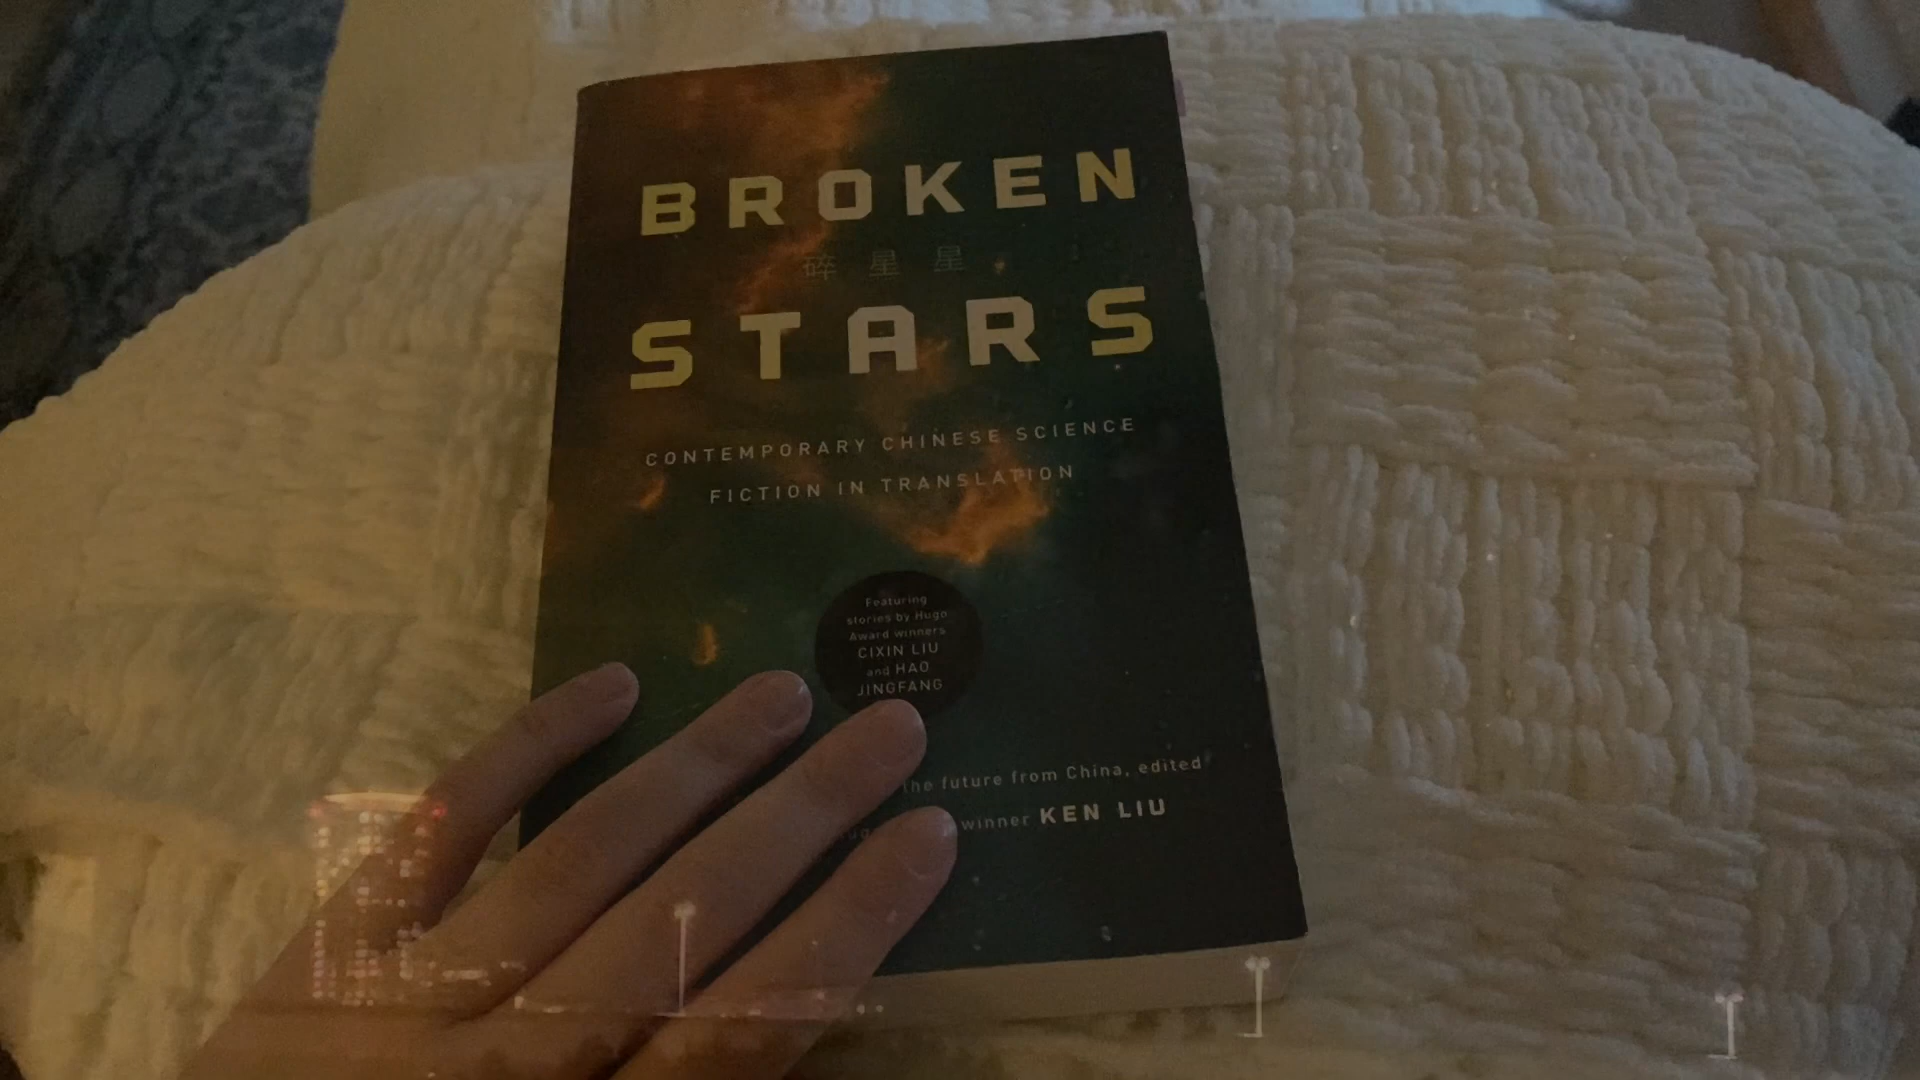 BROKEN
碎星星
STARS
CONTEMPORARY CHINESE SCIENCE
FICTION IN TRANSLATION
Featuring
stories by Hugo
Award winners
CIXIN LIU
and HAO
JINGFANG
the future from China, edited
winner KEN LIU